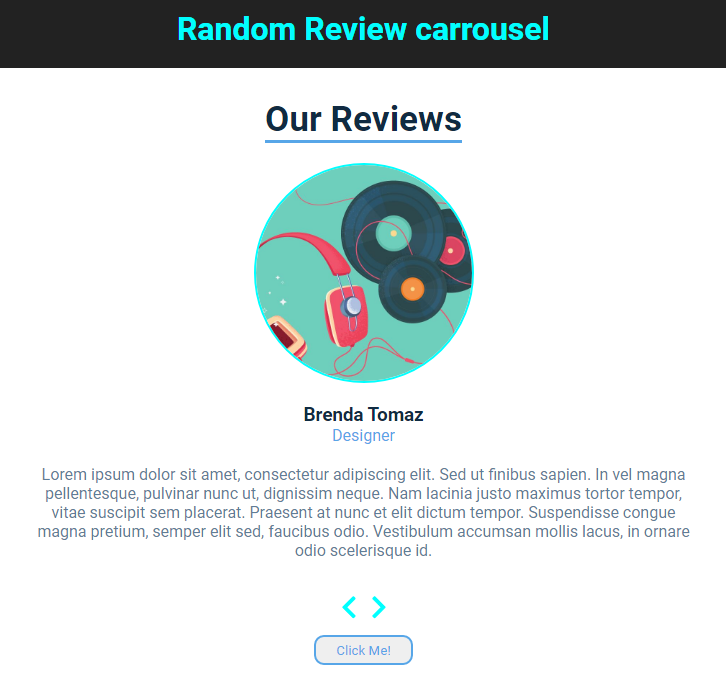 Random Review carrousel
Our Reviews
Brenda Tomaz
Designer
Lorem ipsum dolor sit amet, consectetur adipiscing elit. Sed ut finibus sapien. In vel magna
pellentesque, pulvinar nunc ut, dignissim neque. Nam lacinia justo maximus tortor tempor,
vitae suscipit sem placerat. Praesent at nunc et elit dictum tempor. Suspendisse congue
magna pretium, semper elit sed, faucibus odio. Vestibulum accumsan mollis lacus, in ornare
odio scelerisque id.
Click Me!